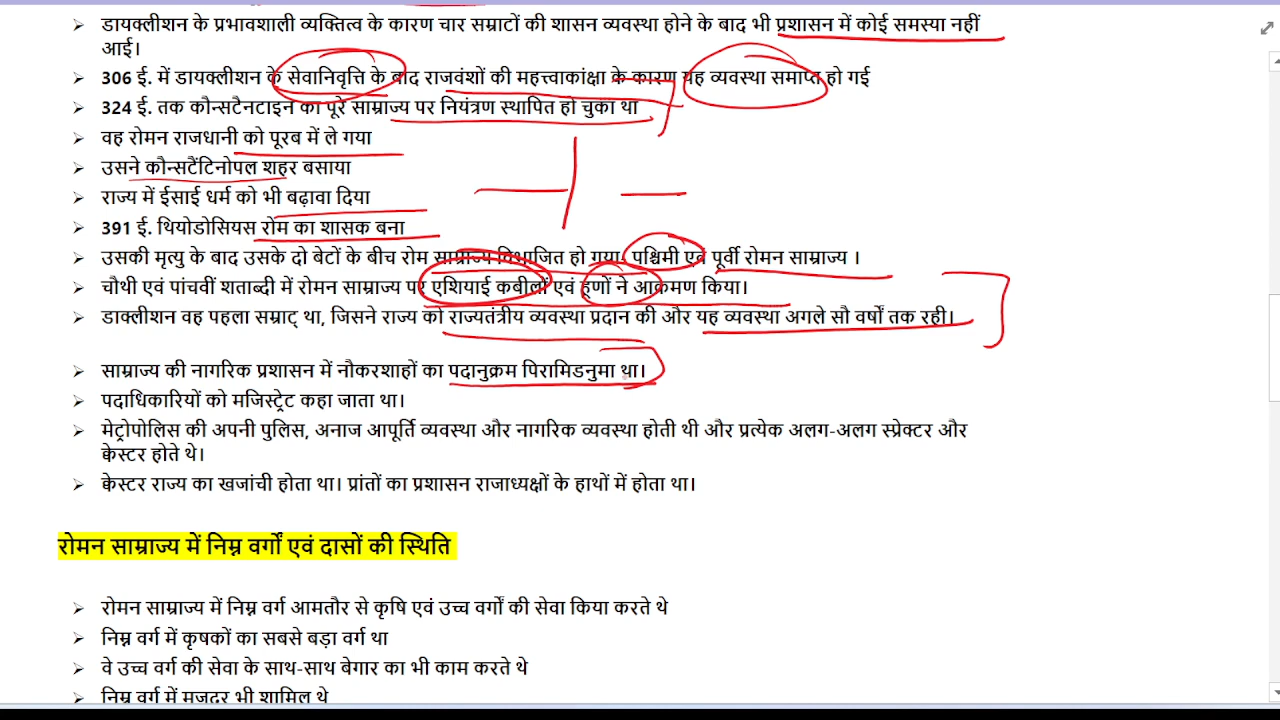 डायक्लीशन के प्रभावशाली व्यक्तित्व के कारण चार सम्राटों की शासन व्यवस्था होने के बाद भी प्रशासन में कोई समस्या नहीं
आई।
306 ई. में डायक्लीशन के सेवानिवृत्ति के बाद राजवंशों की महत्त्वाकांक्षा के कारण यह व्यवस्था समाप्त हो गई
324 ई. तक कौन्सटैनटाइन का पूरे साम्राज्य पर नियंत्रण स्थापित हो चुका था
वह रोमन राजधानी को पूरब में ले गया
उसने कौन्सटैंटिनोपल शहर बसाया
राज्य में ईसाई धर्म को भी बढ़ावा दिया
391 ई. थियोडोसियस रोम का शासक बना
उसकी मृत्यु के बाद उसके दो बेटों के बीच रोम साम्राज्य विभाजित हो गया। पश्चिमी एवं पूर्वी रोमन साम्राज्य ।
चौथी एवं पांचवीं शताब्दी में रोमन साम्राज्य पर एशियाई कबीलों एवं हूणों ने आक्रमण किया।
डाक्लीशन वह पहला सम्राट् था, जिसने राज्य को राज्यतंत्रीय व्यवस्था प्रदान की और यह व्यवस्था अगले सौ वर्षों तक रही।
साम्राज्य की नागरिक प्रशासन में नौकरशाहों का पदानुक्रम पिरामिडनुमा था।
पदाधिकारियों को मजिस्ट्रेट कहा जाता था।
मेट्रोपोलिस की अपनी पुलिस, अनाज आपूर्ति व्यवस्था और नागरिक व्यवस्था होती थी और प्रत्येक अलग-अलग स्प्रेक्टर और
केस्टर होते थे।
केस्टर राज्य का खजांची होता था। प्रांतों का प्रशासन राजाध्यक्षों के हाथों में होता था।
रोमन साम्राज्य में निम्न वर्गों एवं दासों की स्थिति
रोमन साम्राज्य में निम्न वर्ग आमतौर से कृषि एवं उच्च वर्गों की सेवा किया करते थे
निम्न वर्ग में कृषकों का सबसे बड़ा वर्ग था
वे उच्च वर्ग की सेवा के साथ-साथ बेगार का भी काम करते थे
निम्न वर्ग में मजदूर भी शामिल थे